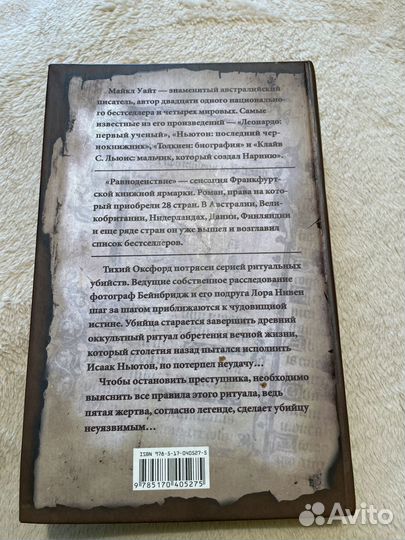 Майкл Уайт — знаменитый австралийский
писатель, автор двадцати одного национально-
го бестселлера и четырех мировых. Самые
известные из его произведений — «Леонардо:
первый ученый», «Ньютон: последний чер-
нокнижник», «Толкиен: биография» и «Клайв
С. Льюис: мальчик, который создал Нарнию».
«Равноденствие» — сенсация Франкфурт-
ской книжной ярмарки. Роман, права на ко-
торый приобрели 28 стран. В Австралии, Вели-
кобритании, Нидерландах, Дании, Финляндии
и еще ряде стран он уже вышел и возглавил
список бестселлеров.
Тихий Оксфорд потрясен серией ритуальных
убийств. Ведущие собственное расследование
фотограф Бейнбридж и его подруга Лора Нивен
шаг за шагом приближаются к чудовищной
истине. Убийца старается завершить древний
оккультный ритуал обретения вечной жизни,
который столетия назад пытался исполнить
Исаак Ньютон, но потерпел неудачу…
Чтобы остановить преступника, необходимо
выяснить все правила этого ритуала, ведь
пятая жертва, согласно легенде, сделает убийцу
неуязвимым…
ISBN 978-5-17-040527-5
9 785170 405275
Avito